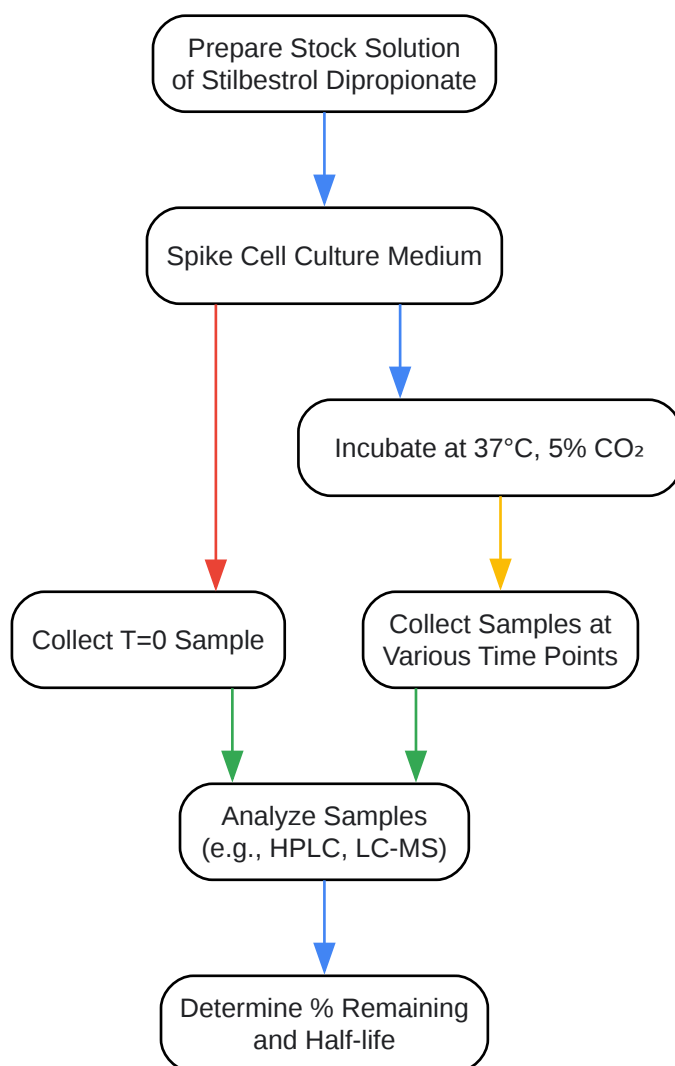 Prepare Stock Solution
of Stilbestrol Dipropionate
Spike Cell Culture Medium
Incubate at 37°C, 5% CO₂
Collect T=0 Sample
Collect Samples at
Various Time Points
Analyze Samples
(e.g., HPLC, LC-MS)
Determine % Remaining
and Half-life